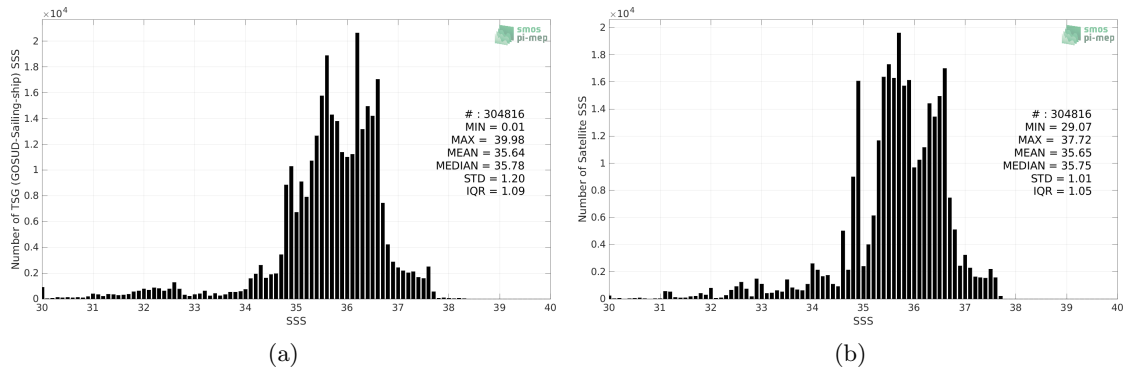 ×10⁴
smos
pi-mep
2
1.8
1.6
1.4
1.2
1
0.8
0.6
0.4
0.2
0
Number of TSG (GOSUD-Sailing-ship) SSS
# : 304816
MIN = 0.01
MAX = 39.98
MEAN = 35.64
MEDIAN = 35.78
STD = 1.20
IQR = 1.09
30 31 32 33 34 35 36 37 38 39 40
SSS
(a)
×10⁴
smos
pi-mep
2
1.8
1.6
1.4
1.2
1
0.8
0.6
0.4
0.2
0
Number of Satellite SSS
# : 304816
MIN = 29.07
MAX = 37.72
MEAN = 35.65
MEDIAN = 35.75
STD = 1.01
IQR = 1.05
30 31 32 33 34 35 36 37 38 39 40
SSS
(b)